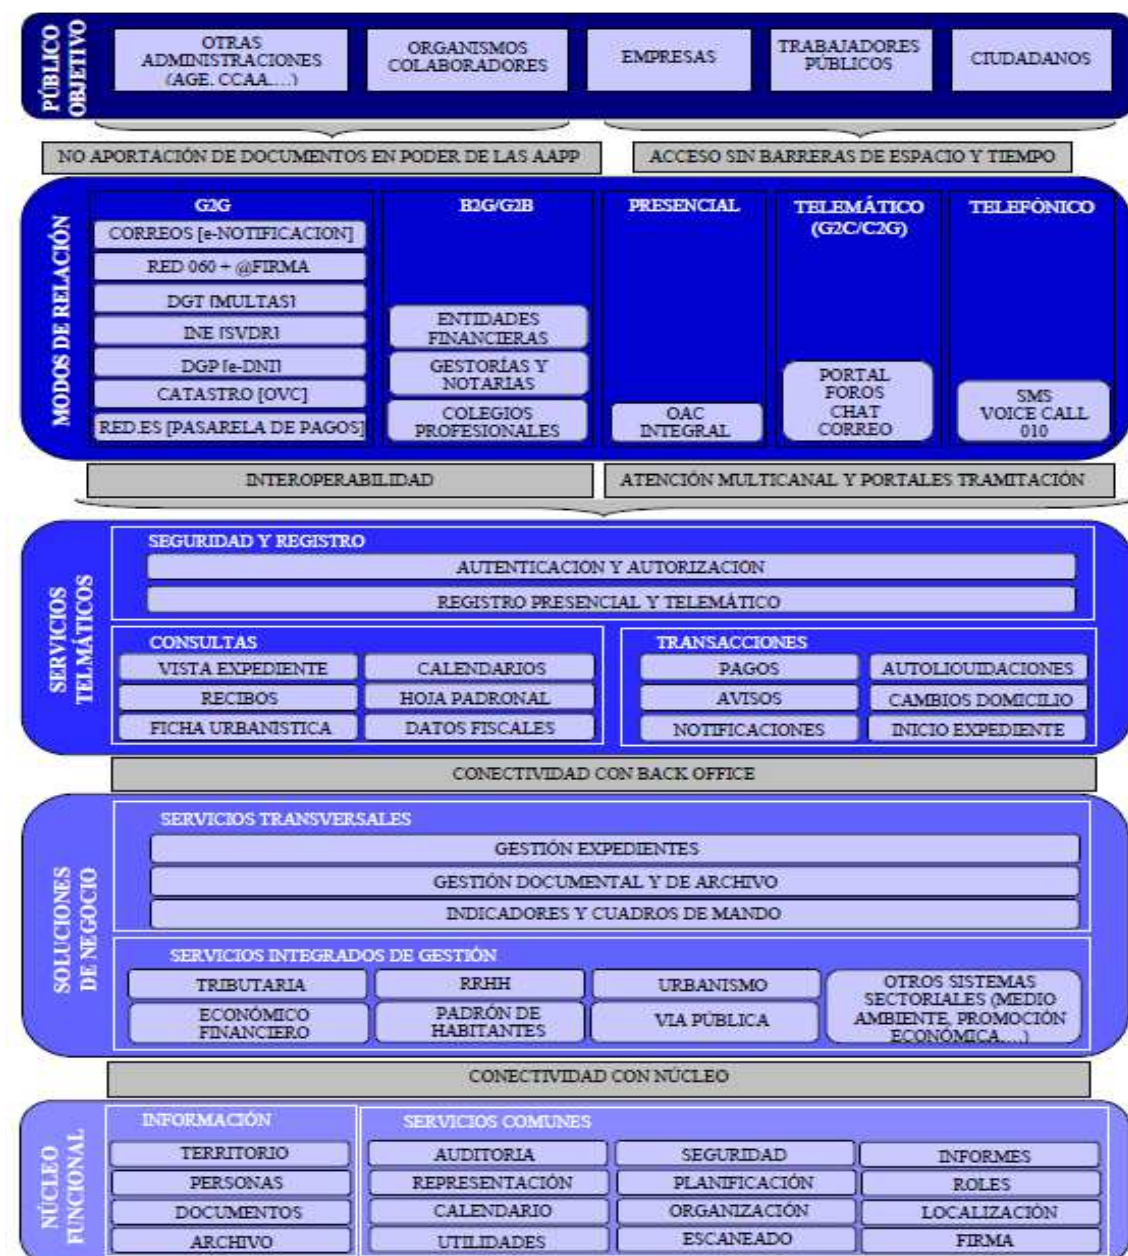 PÚBLICO
OBJETIVO
OTRAS
ADMINISTRACIONES
(AGE, CCAA,...)
ORGANISMOS
COLABORADORES
EMPRESAS
TRABAJADORES
PÚBLICOS
CIUDADANOS
NO APORTACIÓN DE DOCUMENTOS EN PODER DE LAS AAPP
ACCESO SIN BARRERAS DE ESPACIO Y TIEMPO
MODOS DE RELACIÓN
G2G
CORREOS [e-NOTIFICACION]
RED 060 + @FIRMA
DGT [MULTAS]
INE [SVDR]
DGP [e-DNI]
CATASTRO [OVC]
RED.ES [PASARELA DE PAGOS]
B2G/G2B
ENTIDADES
FINANCIERAS
GESTORÍAS Y
NOTARIAS
COLEGIOS
PROFESIONALES
PRESENCIAL
OAC
INTEGRAL
TELEMÁTICO
(G2C/C2G)
PORTAL
FOROS
CHAT
CORREO
TELEFÓNICO
SMS
VOICE CALL
010
INTEROPERABILIDAD
ATENCIÓN MULTICANAL Y PORTALES TRAMITACIÓN
SERVICIOS
TELMÁTICOS
SEGURIDAD Y REGISTRO
AUTENTICACIÓN Y AUTORIZACIÓN
REGISTRO PRESENCIAL Y TELEMÁTICO
CONSULTAS
VISTA EXPEDIENTE
CALENDARIOS
RECIBOS
HOJA PADRONAL
FICHA URBANÍSTICA
DATOS FISCALES
TRANSACCIONES
PAGOS
AUTOLIQUIDACIONES
AVISOS
CAMBIOS DOMICILIO
NOTIFICACIONES
INICIO EXPEDIENTE
CONECTIVIDAD CON BACK OFFICE
SOLUCIONES
DE NEGOCIO
SERVICIOS TRANSVERSALES
GESTIÓN EXPEDIENTES
GESTIÓN DOCUMENTAL Y DE ARCHIVO
INDICADORES Y CUADROS DE MANDO
SERVICIOS INTEGRADOS DE GESTIÓN
TRIBUTARIA
RRHH
URBANISMO
ECONÓMICO
FINANCIERO
PADRÓN DE
HABITANTES
VIA PÚBLICA
OTROS SISTEMAS
SECTORIALES (MEDIO
AMBIENTE, PROMOCIÓN
ECONÓMICA,...)
CONECTIVIDAD CON NÚCLEO
NÚCLEO
FUNCIONAL
INFORMACIÓN
TERRITORIO
PERSONAS
DOCUMENTOS
ARCHIVO
SERVICIOS COMUNES
AUDITORIA
SEGURIDAD
INFORMES
REPRESENTACIÓN
PLANIFICACIÓN
ROLES
CALENDARIO
ORGANIZACIÓN
LOCALIZACIÓN
UTILIDADES
ESCANEADO
FIRMA